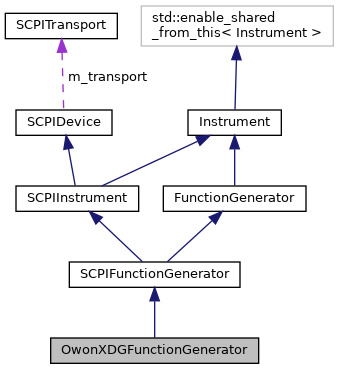 SCPITransport
std::enable_shared
_from_this< Instrument >
m_transport
SCPIDevice
Instrument
SCPIInstrument
FunctionGenerator
SCPIFunctionGenerator
OwonXDGFunctionGenerator